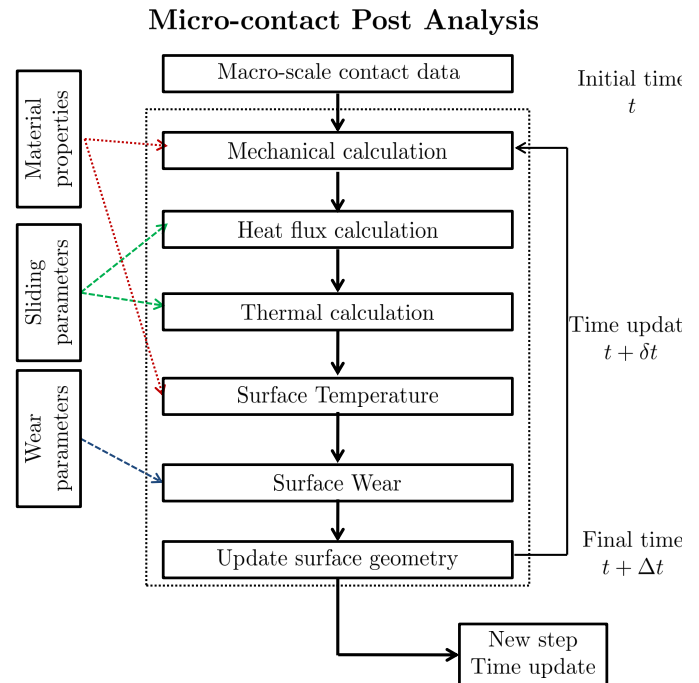 Micro-contact Post Analysis
Macro-scale contact data
Initial time
t
Material
properties
Mechanical calculation
Heat flux calculation
Sliding
parameters
Thermal calculation
Time updat
t + δt
Surface Temperature
Wear
parameters
Surface Wear
Update surface geometry
Final time
t + Δt
New step
Time update